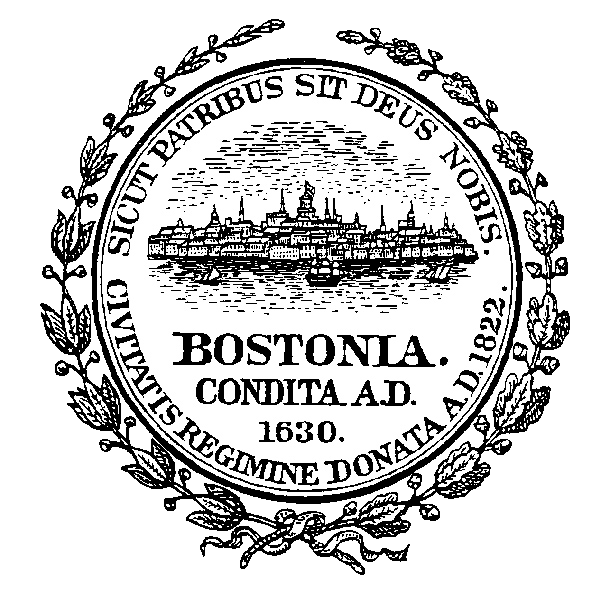 SICUT PATRIBUS SIT DEUS NOBIS.
BOSTONIA.
CONDITA A.D.
1630.
CIVITATIS REGIMINE DONATA A.D. 1822.